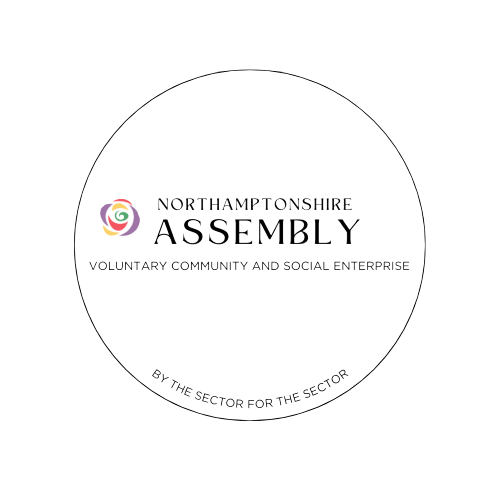 NORTHAMPTONSHIRE
ASSEMBLY
VOLUNTARY COMMUNITY AND SOCIAL ENTERPRISE
BY THE SECTOR FOR THE SECTOR